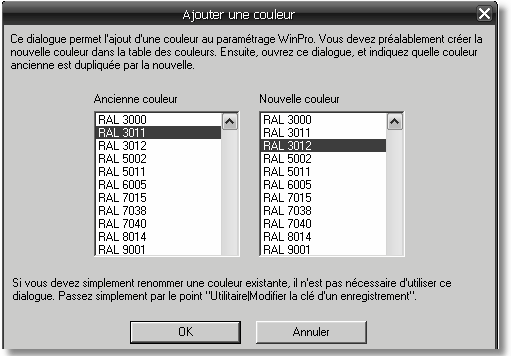 Ajouter une couleur
Ce dialogue permet l'ajout d'une couleur au paramétrage WinPro. Vous devez préalablement créer la
nouvelle couleur dans la table des couleurs. Ensuite, ouvrez ce dialogue, et indiquez quelle couleur
ancienne est dupliquée par la nouvelle.
Ancienne couleur
RAL 3000
RAL 3011
RAL 3012
RAL 5002
RAL 5011
RAL 6005
RAL 7015
RAL 7038
RAL 7040
RAL 8014
RAL 9001
Nouvelle couleur
RAL 3000
RAL 3011
RAL 3012
RAL 5002
RAL 5011
RAL 6005
RAL 7015
RAL 7038
RAL 7040
RAL 8014
RAL 9001
Si vous devez simplement renommer une couleur existante, il n'est pas nécessaire d'utiliser ce
dialogue. Passez simplement par le point "Utilitaire|Modifier la clé d'un enregistrement".
OK
Annuler